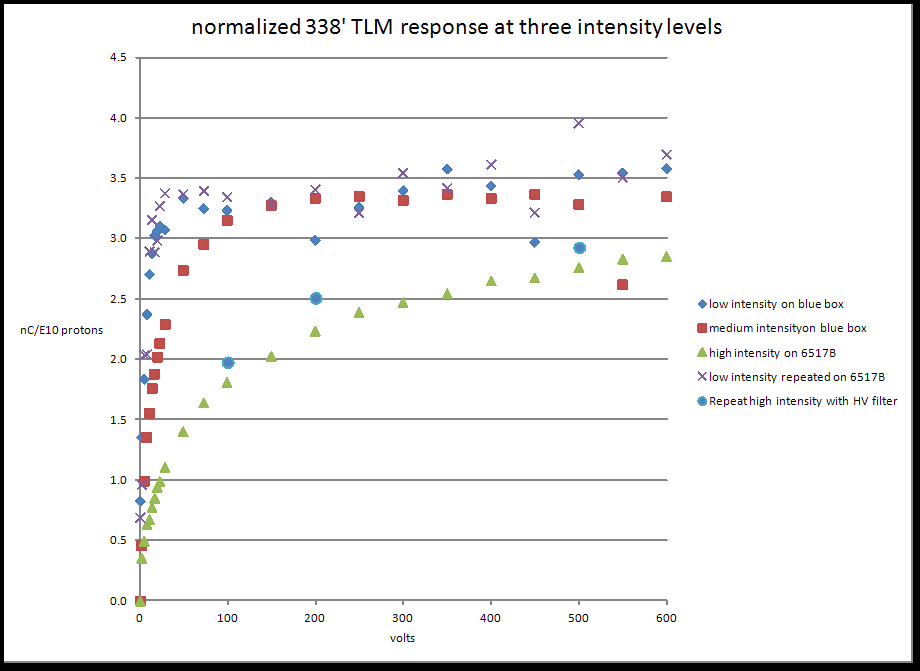 normalized 338' TLM response at three intensity levels
4.5
4.0
3.5
3.0
2.5
2.0
1.5
1.0
0.5
0.0
nC/E10 protons
0 100 200 300 400 500 600
volts
low intensity on blue box
medium intensityon blue box
high intensity on 6517B
low intensity repeated on 6517B
Repeat high intensity with HV filter